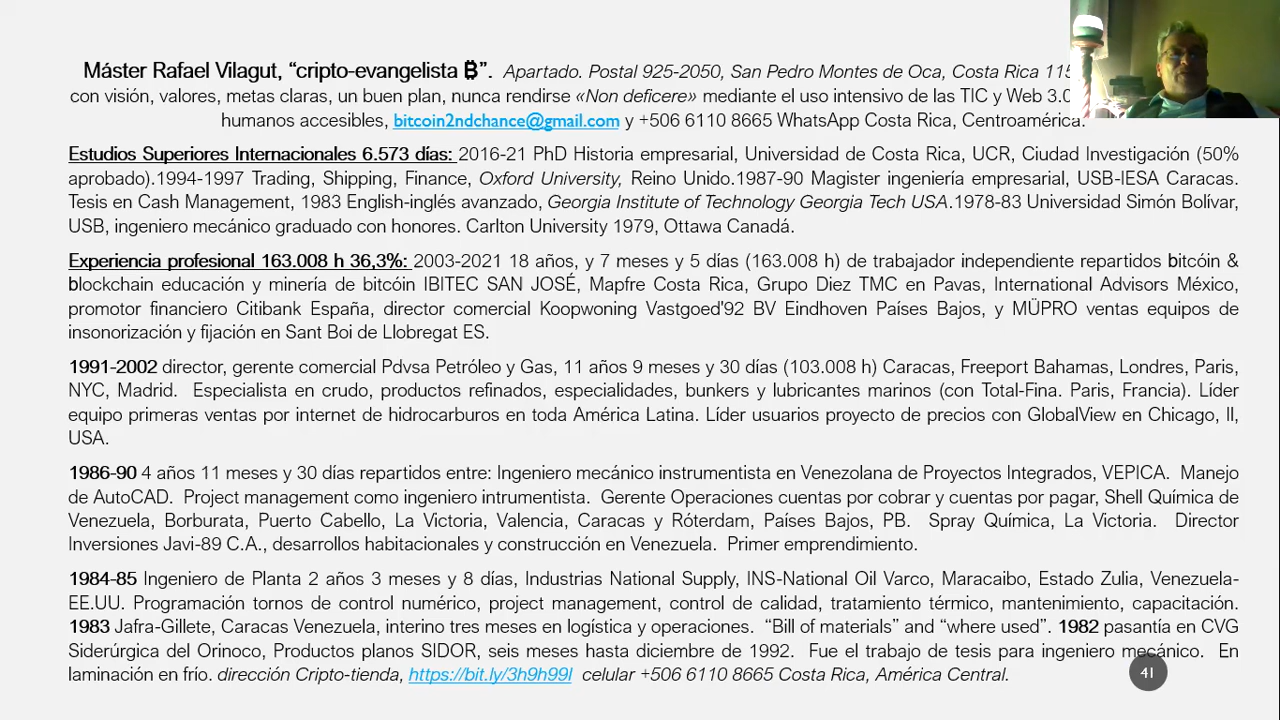 Máster Rafael Vilagut, “cripto-evangelista ₿”. Apartado. Postal 925-2050, San Pedro Montes de Oca, Costa Rica
con visión, valores, metas claras, un buen plan, nunca rendirse «Non deficere» mediante el uso intensivo de las TIC y Web 3.0
humanos accesibles, bitcoin2ndchance@gmail.com y +506 6110 8665 WhatsApp Costa Rica, Centroamérica.
Estudios Superiores Internacionales 6.573 días: 2016-21 PhD Historia empresarial, Universidad de Costa Rica, UCR, Ciudad Investigación (50%
aprobado).1994-1997 Trading, Shipping, Finance, Oxford University, Reino Unido.1987-90 Magister ingeniería empresarial, USB-IESA Caracas.
Tesis en Cash Management, 1983 English-inglés avanzado, Georgia Institute of Technology Georgia Tech USA.1978-83 Universidad Simón Bolívar,
USB, ingeniero mecánico graduado con honores. Carlton University 1979, Ottawa Canadá.
Experiencia profesional 163.008 h 36,3%: 2003-2021 18 años, y 7 meses y 5 días (163.008 h) de trabajador independiente repartidos bitcóin &
blockchain educación y minería de bitcóin IBITEC SAN JOSÉ, Mapfre Costa Rica, Grupo Diez TMC en Pavas, International Advisors México,
promotor financiero Citibank España, director comercial Koopwoning Vastgoed'92 BV Eindhoven Países Bajos, y MÜPRO ventas equipos de
insonorización y fijación en Sant Boi de Llobregat ES.
1991-2002 director, gerente comercial Pdvsa Petróleo y Gas, 11 años 9 meses y 30 días (103.008 h) Caracas, Freeport Bahamas, Londres, Paris,
NYC, Madrid. Especialista en crudo, productos refinados, especialidades, bunkers y lubricantes marinos (con Total-Fina. Paris, Francia). Líder
equipo primeras ventas por internet de hidrocarburos en toda América Latina. Líder usuarios proyecto de precios con GlobalView en Chicago, Il,
USA.
1986-90 4 años 11 meses y 30 días repartidos entre: Ingeniero mecánico instrumentista en Venezolana de Proyectos Integrados, VEPICA. Manejo
de AutoCAD. Project management como ingeniero intrumentista. Gerente Operaciones cuentas por cobrar y cuentas por pagar, Shell Química de
Venezuela, Borburata, Puerto Cabello, La Victoria, Valencia, Caracas y Róterdam, Países Bajos, PB. Spray Química, La Victoria. Director
Inversiones Javi-89 C.A., desarrollos habitacionales y construcción en Venezuela. Primer emprendimiento.
1984-85 Ingeniero de Planta 2 años 3 meses y 8 días, Industrias National Supply, INS-National Oil Varco, Maracaibo, Estado Zulia, Venezuela-
EE.UU. Programación tornos de control numérico, project management, control de calidad, tratamiento térmico, mantenimiento, capacitación.
1983 Jafra-Gillete, Caracas Venezuela, interino tres meses en logística y operaciones. “Bill of materials” and “where used”. 1982 pasantía en CVG
Siderúrgica del Orinoco, Productos planos SIDOR, seis meses hasta diciembre de 1992. Fue el trabajo de tesis para ingeniero mecánico. En
laminación en frío. dirección Cripto-tienda, https://bit.ly/3h9h99I celular +506 6110 8665 Costa Rica, América Central.
41